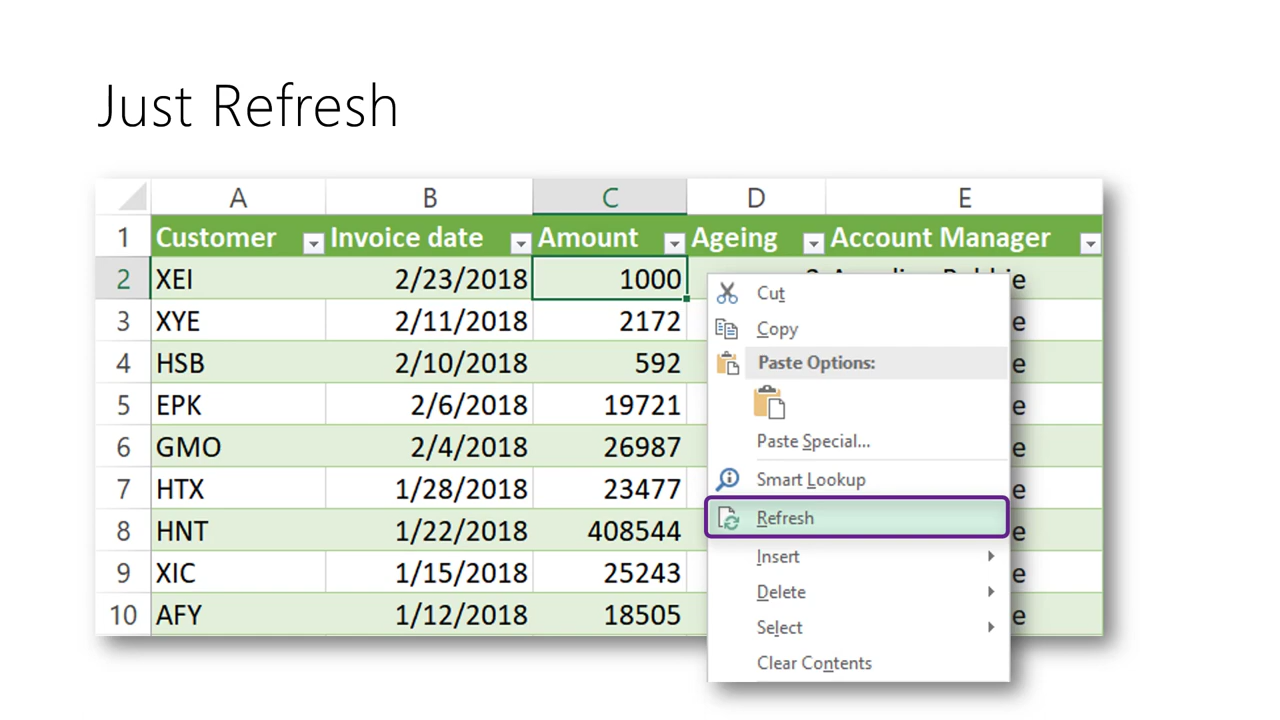 Just Refresh
A B C D E
1 Customer Invoice date Amount Ageing Account Manager
2 XEI 2/23/2018 1000
3 XYE 2/11/2018 2172
4 HSB 2/10/2018 592
5 EPK 2/6/2018 19721
6 GMO 2/4/2018 26987
7 HTX 1/28/2018 23477
8 HNT 1/22/2018 408544
9 XIC 1/15/2018 25243
10 AFY 1/12/2018 18505
Cut
Copy
Paste Options:
Paste Special...
Smart Lookup
Refresh
Insert
Delete
Select
Clear Contents